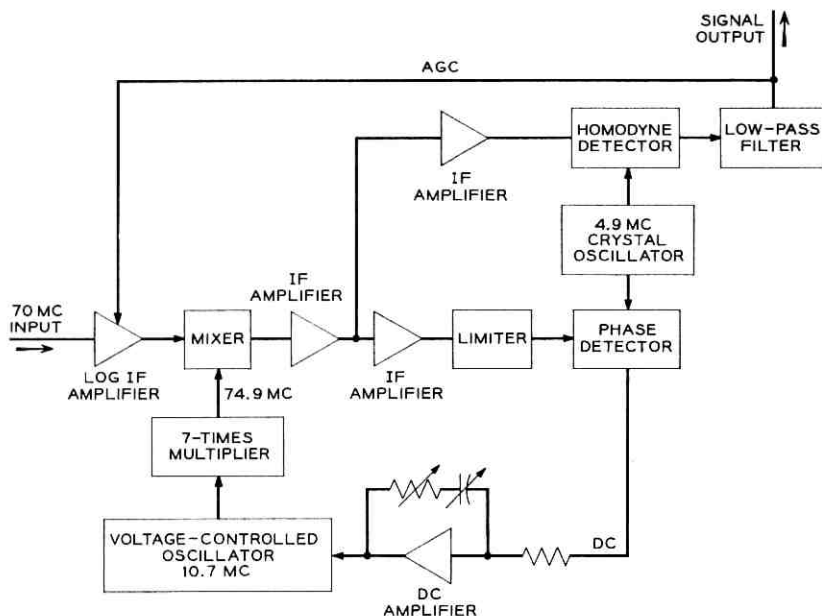 SIGNAL
OUTPUT
AGC
HOMODYNE
DETECTOR
LOW-PASS
FILTER
IF
AMPLIFIER
4.9 MC
CRYSTAL
OSCILLATOR
IF
AMPLIFIER
70 MC
INPUT
MIXER
LIMITER
PHASE
DETECTOR
LOG IF
AMPLIFIER
IF
AMPLIFIER
74.9 MC
7-TIMES
MULTIPLIER
VOLTAGE-CONTROLLED
OSCILLATOR
10.7 MC
DC
DC
AMPLIFIER